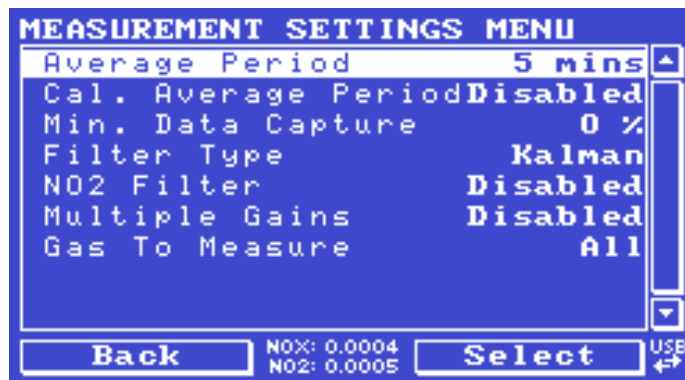 MEASUREMENT SETTINGS MENU
Average Period 5 mins
Cal. Average Period Disabled
Min. Data Capture 0 %
Filter Type Kalman
NO2 Filter Disabled
Multiple Gains Disabled
Gas To Measure All
Back NOX: 0.0004 Select USB
NO2: 0.0005